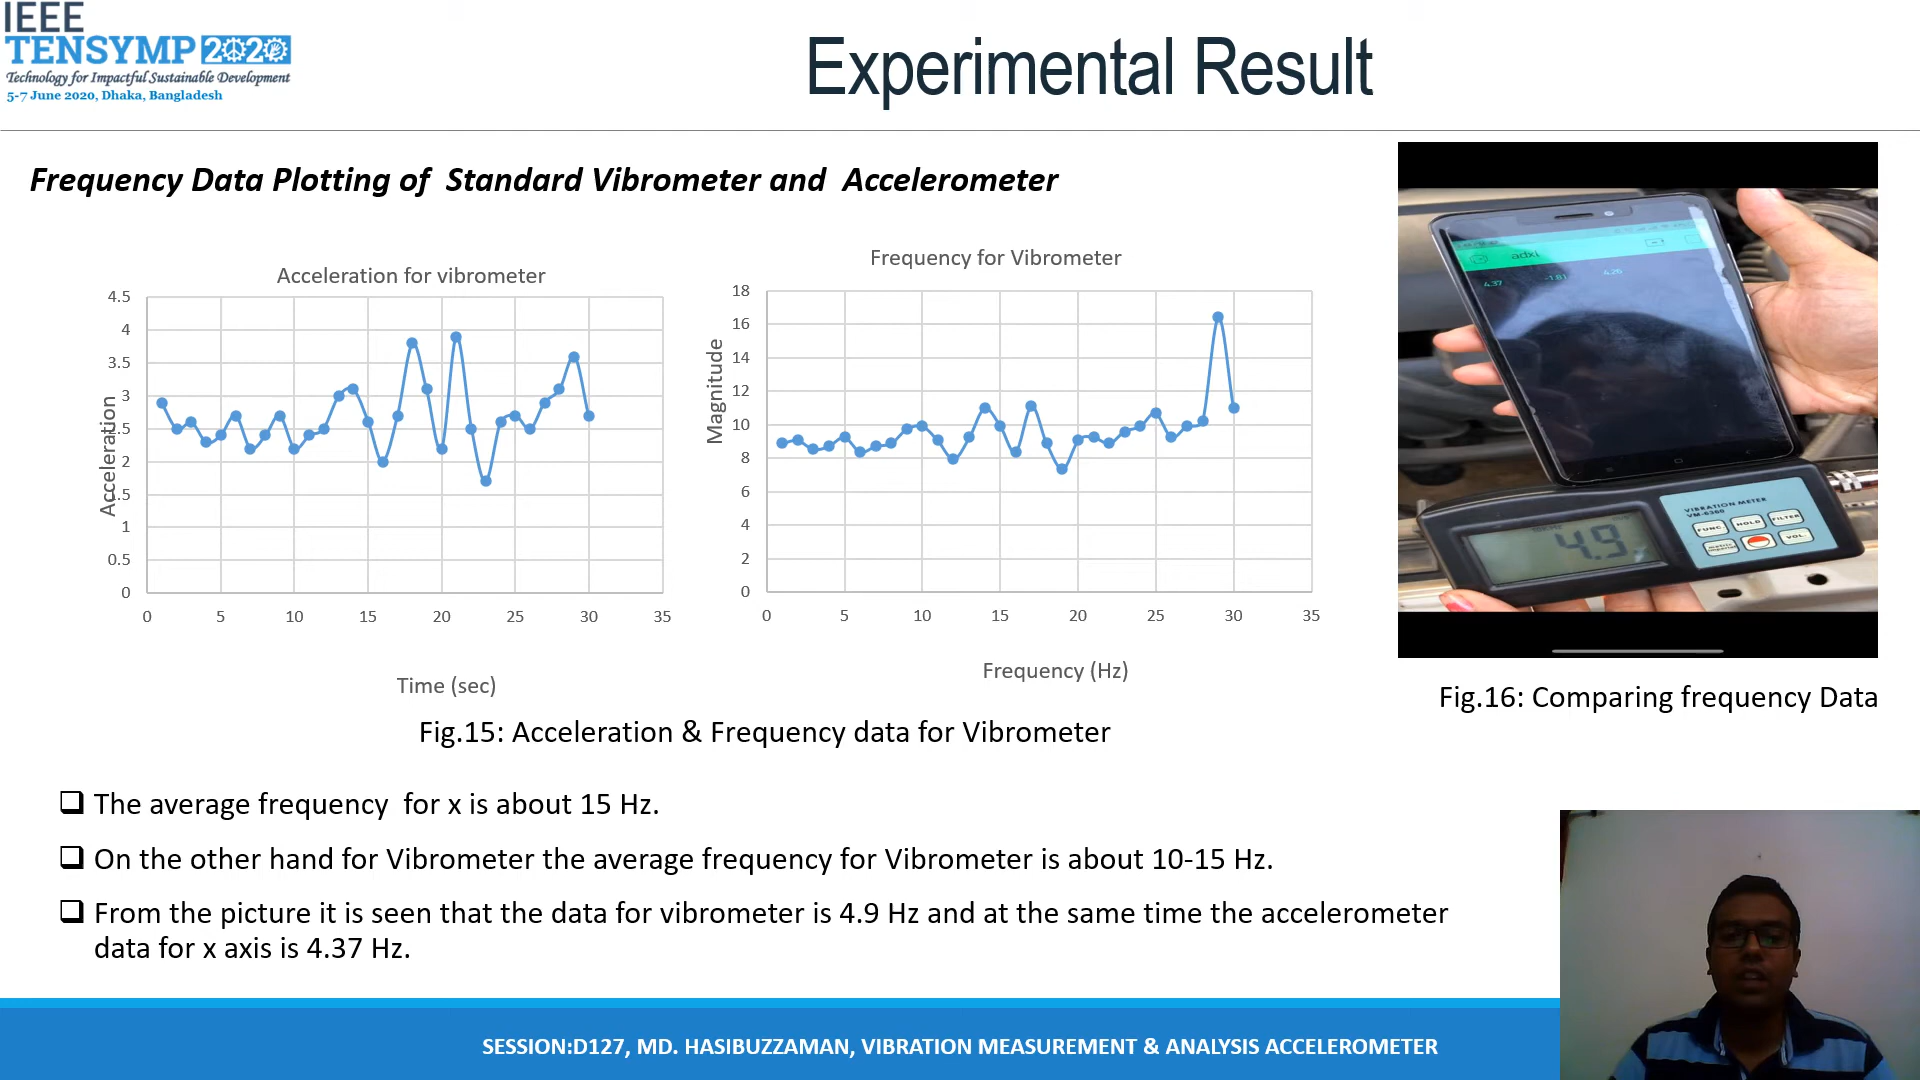 IEEE
TENSYMP 2020
Technology for Impactful Sustainable Development
5-7 June 2020, Dhaka, Bangladesh
Experimental Result
Frequency Data Plotting of Standard Vibrometer and Accelerometer
Acceleration for vibrometer
4.5
4
3.5
3
2.5
2
1.5
1
0.5
0
0 5 10 15 20 25 30 35
Acceleration
Time (sec)
Frequency for Vibrometer
18
16
14
12
10
8
6
4
2
0
0 5 10 15 20 25 30 35
Magnitude
Frequency (Hz)
Fig.15: Acceleration & Frequency data for Vibrometer
adxl
4.37 -1.81 4.26
VIBRATION METER
VM-6360
FUNC. HOLD FILTER
VOL.
4.9
Fig.16: Comparing frequency Data
The average frequency for x is about 15 Hz.
On the other hand for Vibrometer the average frequency for Vibrometer is about 10-15 Hz.
From the picture it is seen that the data for vibrometer is 4.9 Hz and at the same time the accelerometer
data for x axis is 4.37 Hz.
SESSION:D127, MD. HASIBUZZAMAN, VIBRATION MEASUREMENT & ANALYSIS ACCELEROMETER